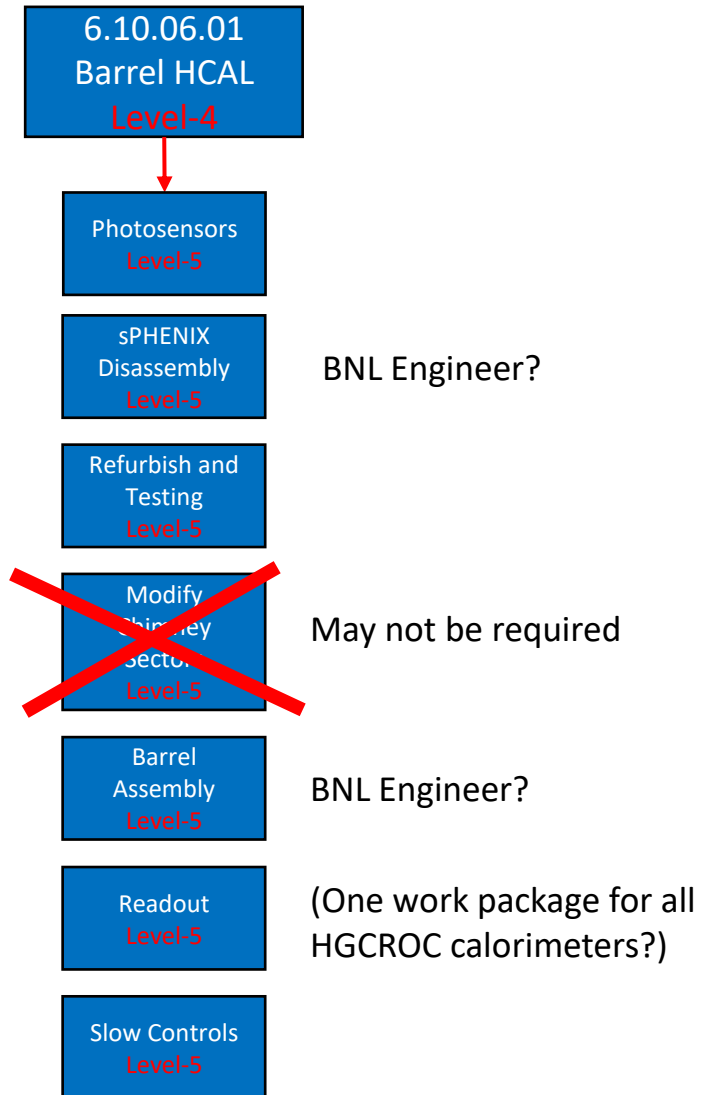 6.10.06.01
Barrel HCAL
Level-4
Photosensors
Level-5
sPHENIX
Disassembly
Level-5
BNL Engineer?
Refurbish and
Testing
Level-5
Modify
Chimney
Sectors
Level-5
May not be required
Barrel
Assembly
Level-5
BNL Engineer?
Readout
Level-5
(One work package for all
HGCROC calorimeters?)
Slow Controls
Level-5